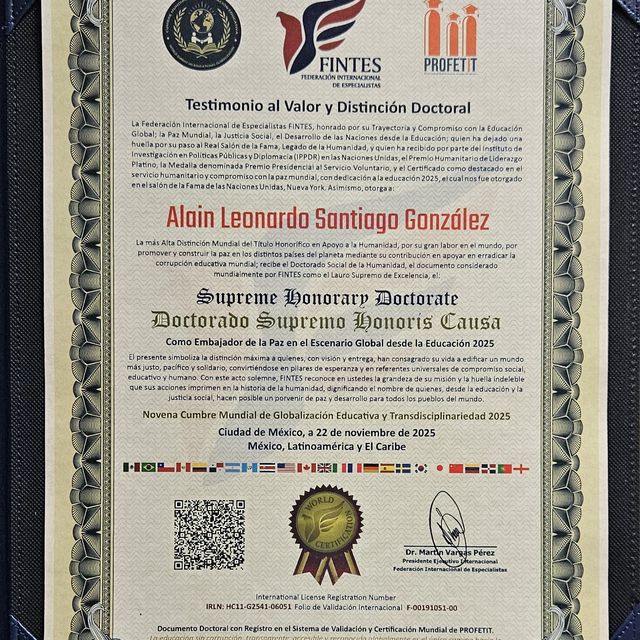 FINTES
FEDERACIÓN INTERNACIONAL
DE ESPECIALISTAS
PROFETIT
Testimonio al Valor y Distinción Doctoral
La Federación Internacional de Especialistas FINTES, honrado por su Trayectoria y Compromiso con la Educación
Global; la Paz Mundial, la Justicia Social, el Desarrollo de las Naciones desde la Educación; quien ha dejado una
huella por su paso al Real Salón de la Fama, Legado de la Humanidad, y quien ha recibido por parte del Instituto de
Investigación en Políticas Públicas y Diplomacia (IPPDR) en las Naciones Unidas, el Premio Humanitario de Liderazgo
Platino, la Medalla denominada Premio Presidencial al Servicio Voluntario, y el Certificado como destacado en el
servicio humanitario y compromiso con la paz mundial, con dedicación a la educación 2025, el cual nos fue otorgado
en el salón de la Fama de las Naciones Unidas, Nueva York. Asimismo, otorga a:
Alain Leonardo Santiago González
La más Alta Distinción Mundial del Título Honorífico en Apoyo a la Humanidad, por su gran labor en el mundo, por
promover y construir la paz en los distintos países del planeta mediante su contribución en apoyar en erradicar la
corrupción educativa mundial; recibe el Doctorado Social de la Humanidad, el documento considerado
mundialmente por FINTES como el Lauro Supremo de Excelencia, el:
Supreme Honorary Doctorate
Doctorado Supremo Honoris Causa
Como Embajador de la Paz en el Escenario Global desde la Educación 2025
El presente simboliza la distinción máxima a quienes, con visión y entrega, han consagrado su vida a edificar un mundo
más justo, pacífico y solidario, convirtiéndose en pilares de esperanza y en referentes universales de compromiso social,
educativo y humano. Con este acto solemne, FINTES reconoce en ustedes la grandeza de su misión y la huella indeleble
que sus acciones imprimen en la historia de la humanidad, dignificando el nombre de quienes, desde la educación y la
justicia social, hacen posible un porvenir de paz y desarrollo para todos los pueblos del mundo.
Novena Cumbre Mundial de Globalización Educativa y Transdisciplinariedad 2025
Ciudad de México, a 22 de noviembre de 2025
México, Latinoamérica y El Caribe
WORLD
CERTIFICATION
Dr. Martín Vargas Pérez
Presidente Ejecutivo Internacional
Federación Internacional de Especialistas
International License Registration Number
IRLN: HC11-G2541-06051 Folio de Validación Internacional F-00191051-00
Documento Doctoral con Registro en el Sistema de Validación y Certificación Mundial de PROFETIT.